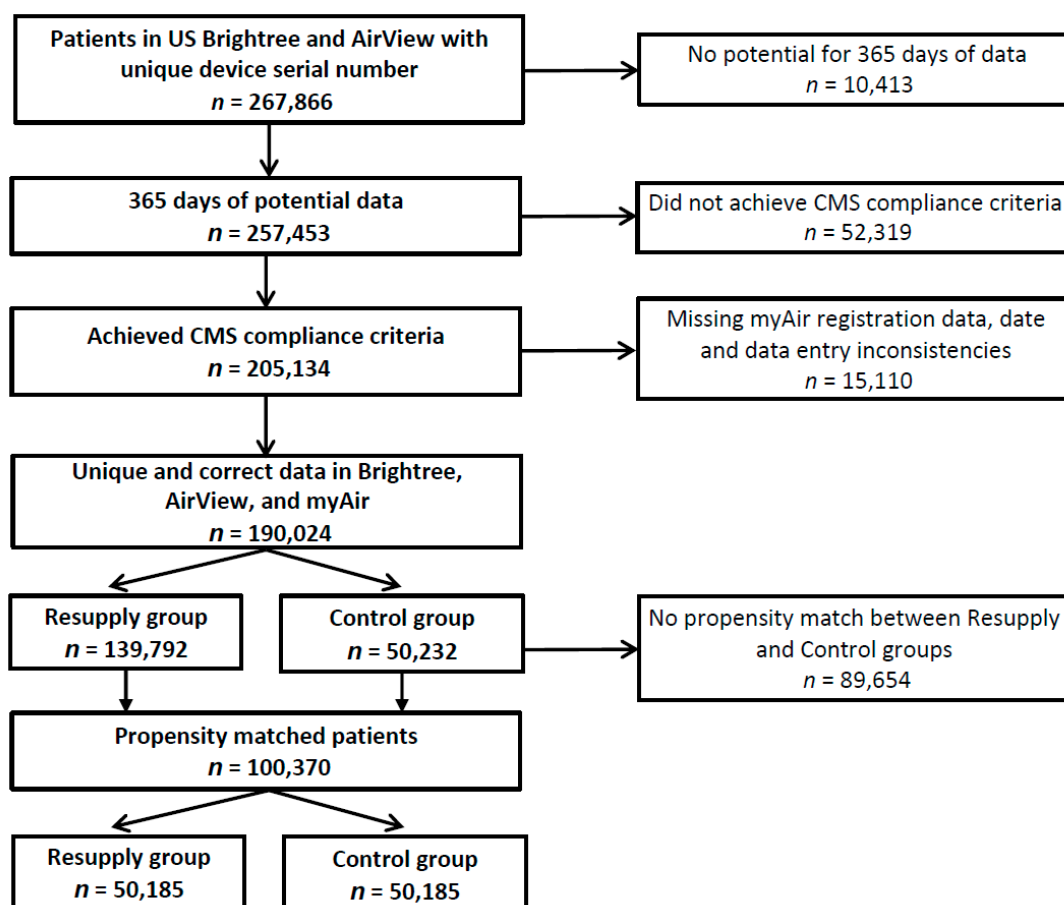 Patients in US Brightree and AirView with
unique device serial number
n = 267,866
No potential for 365 days of data
n = 10,413
365 days of potential data
n = 257,453
Did not achieve CMS compliance criteria
n = 52,319
Achieved CMS compliance criteria
n = 205,134
Missing myAir registration data, date
and data entry inconsistencies
n = 15,110
Unique and correct data in Brightree,
AirView, and myAir
n = 190,024
Resupply group
n = 139,792
Control group
n = 50,232
No propensity match between Resupply
and Control groups
n = 89,654
Propensity matched patients
n = 100,370
Resupply group
n = 50,185
Control group
n = 50,185